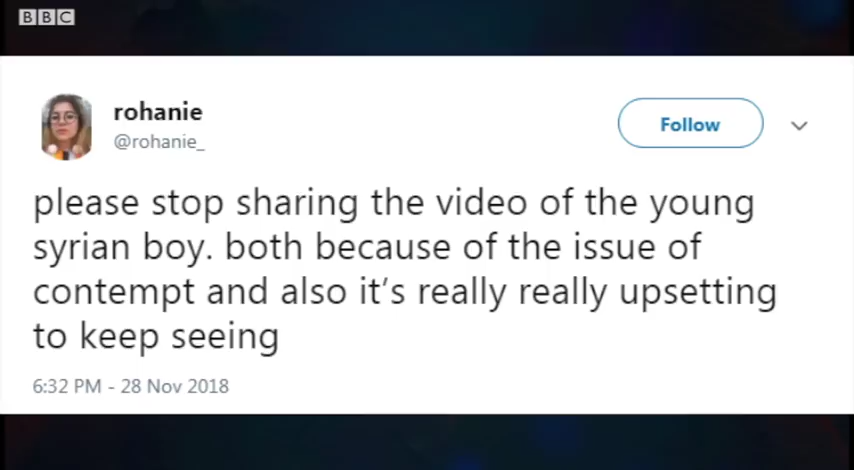 BBC
rohanie
@rohanie_
Follow
please stop sharing the video of the young
syrian boy. both because of the issue of
contempt and also it's really really upsetting
to keep seeing
6:32 PM - 28 Nov 2018